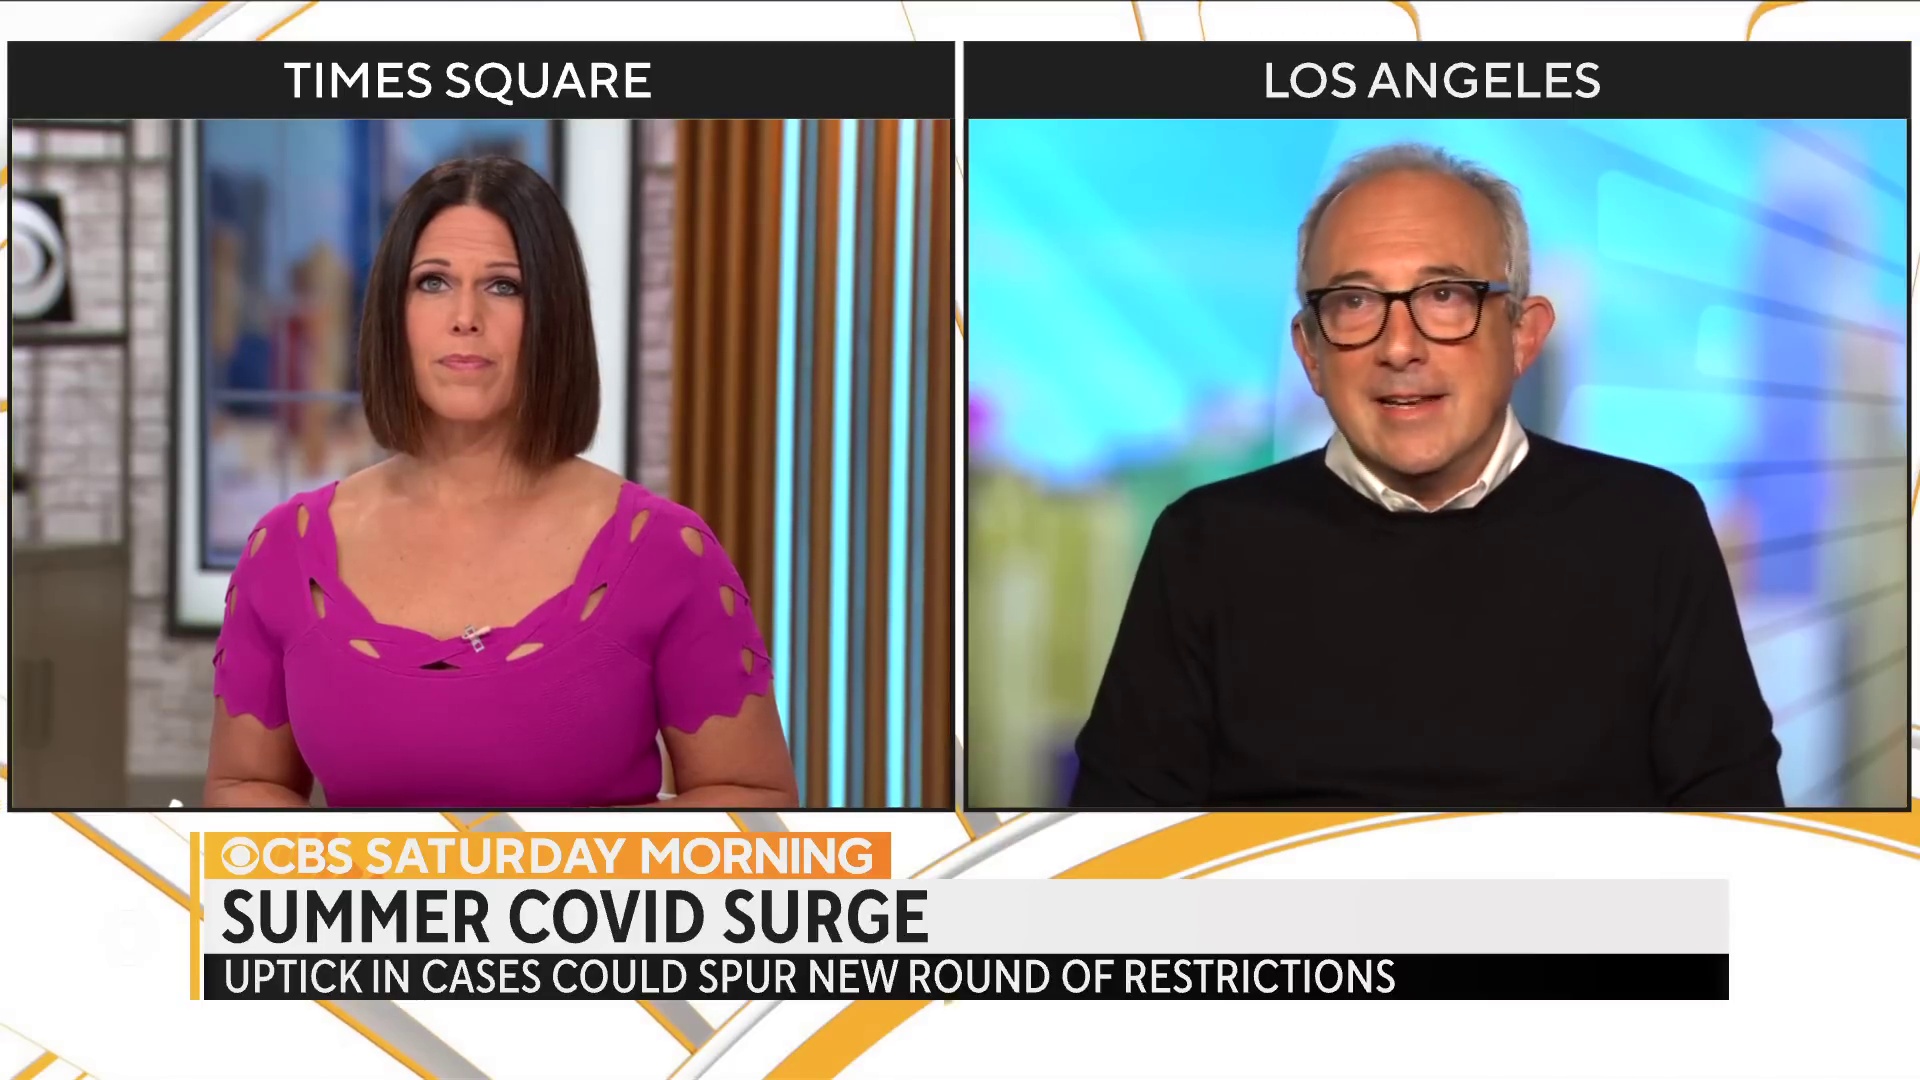 TIMES SQUARE
LOS ANGELES
CBS SATURDAY MORNING
SUMMER COVID SURGE
UPTICK IN CASES COULD SPUR NEW ROUND OF RESTRICTIONS